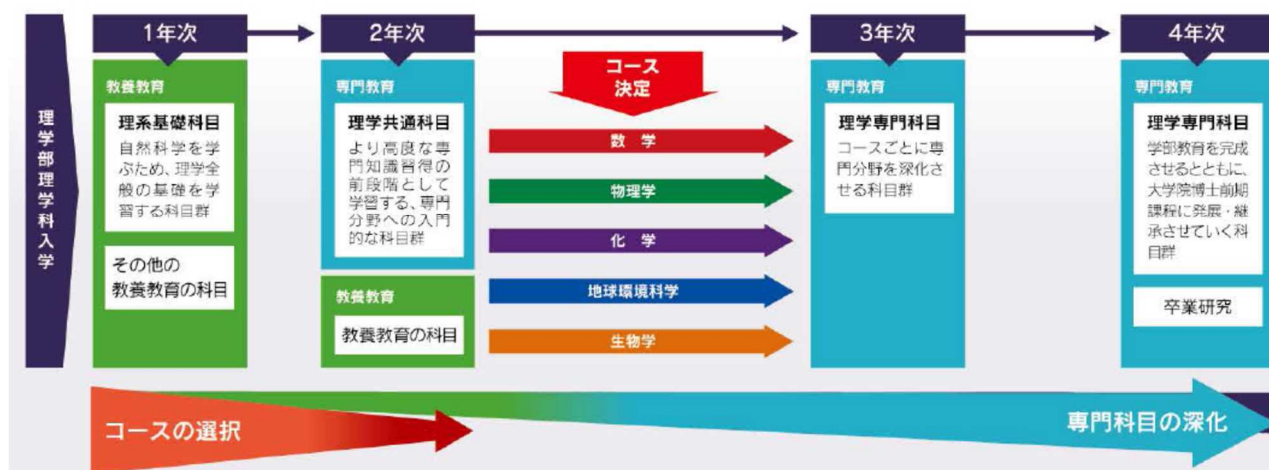 理学部理学科入学
1年次
教養教育
理系基礎科目
自然科学を学
ぶため、理学全
般の基礎を学
習する科目群
その他の
教養教育の科目
2年次
専門教育
理学共通科目
より高度な専
門知識習得の
前段階として
学習する、専門
分野への入門
的な科目群
教養教育
教養教育の科目
コース
決定
数 学
物理学
化 学
地球環境科学
生物学
3年次
専門教育
理学専門科目
コースごとに専
門分野を深化さ
せる科目群
4年次
専門教育
理学専門科目
学部教育を完成
させるとともに、
大学院博士前期
課程に発展・継
承させていく科
目群
卒業研究
コースの選択
専門科目の深化